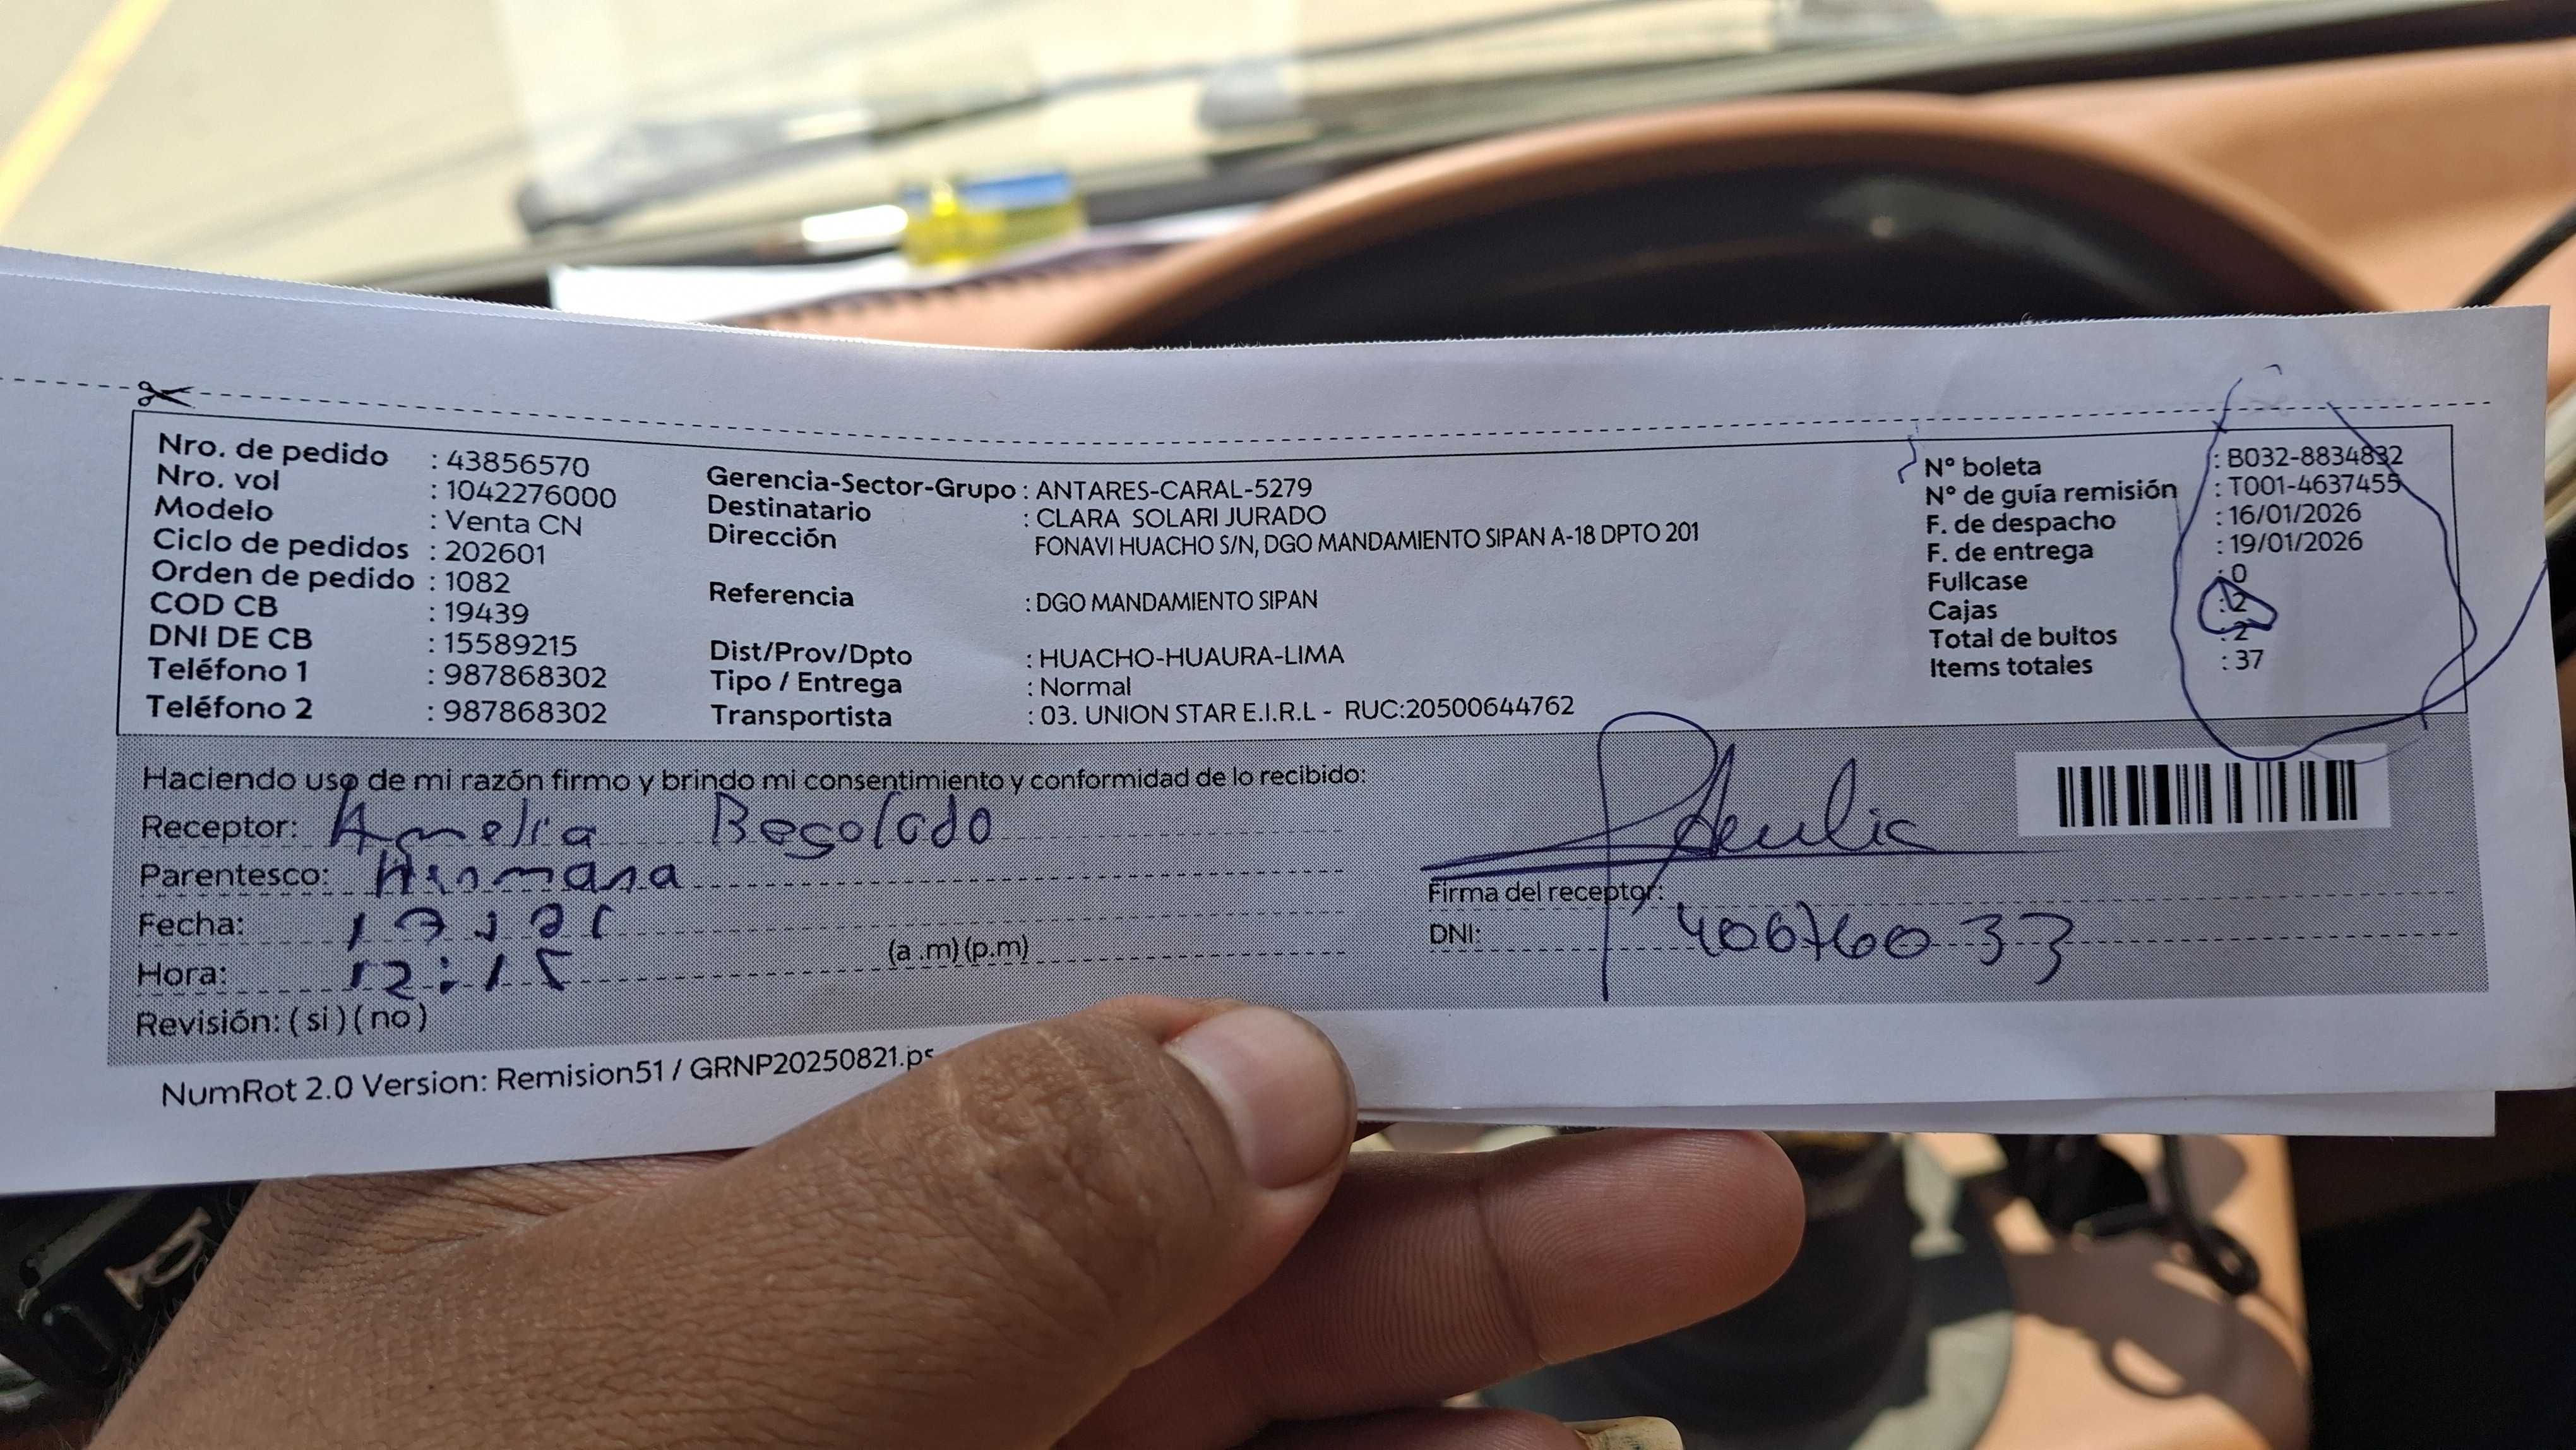 Nro. de pedido : 43856570
Nro. vol : 1042276000
Modelo : Venta CN
Ciclo de pedidos : 202601
Orden de pedido : 1082
COD CB : 19439
DNI DE CB : 15589215
Teléfono 1 : 987868302
Teléfono 2 : 987868302
Gerencia-Sector-Grupo : ANTARES-CARAL-5279
Destinatario : CLARA SOLARI JURADO
Dirección FONAVI HUACHO S/N, DGO MANDAMIENTO SIPAN A-18 DPTO 201
Referencia : DGO MANDAMIENTO SIPAN
Dist/Prov/Dpto : HUACHO-HUAURA-LIMA
Tipo / Entrega : Normal
Transportista : 03. UNION STAR E.I.R.L - RUC:20500644762
N° boleta : B032-8834832
N° de guía remisión : T001-4637455
F. de despacho : 16/01/2026
F. de entrega : 19/01/2026
Fullcase : 0
Cajas : 2
Total de bultos : 2
Items totales : 37
Haciendo uso de mi razón firmo y brindo mi consentimiento y conformidad de lo recibido:
Receptor: Amelia
Parentesco: Hermana
Fecha:
Hora: 12:15 (a .m) (p.m)
Revisión: ( si ) ( no )
Firma del receptor:
DNI: 40676033
NumRot 2.0 Version: Remision51 / GRNP20250821.ps